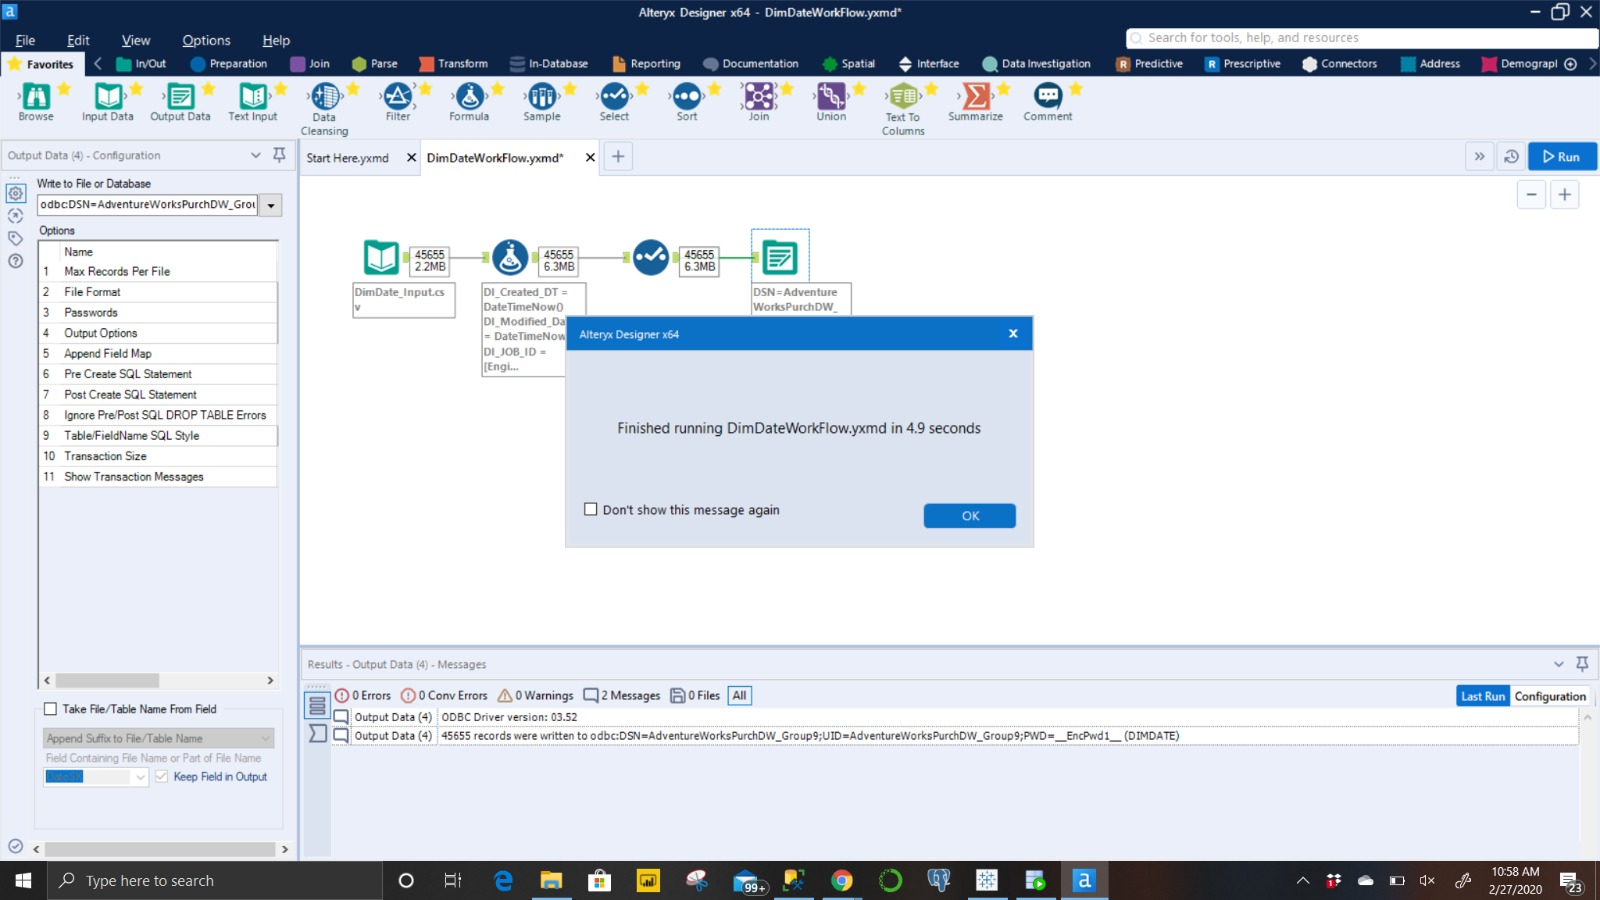 Alteryx Designer x64 - DimDateWorkFlow.yxmd*
File Edit View Options Help
Search for tools, help, and resources
Favorites In/Out Preparation Join Parse Transform In-Database Reporting Documentation Spatial Interface Data Investigation Predictive Prescriptive Connectors Address Demograpl
Browse Input Data Output Data Text Input Data Cleansing Filter Formula Sample Select Sort Join Union Text To Columns Summarize Comment
Output Data (4) - Configuration
Start Here.yxmd
DimDateWorkFlow.yxmd*
Run
Write to File or Database
odbc:DSN=AdventureWorksPurchDW_Grou
Options
Name
1 Max Records Per File
2 File Format
3 Passwords
4 Output Options
5 Append Field Map
6 Pre Create SQL Statement
7 Post Create SQL Statement
8 Ignore Pre/Post SQL DROP TABLE Errors
9 Table/FieldName SQL Style
10 Transaction Size
11 Show Transaction Messages
Take File/Table Name From Field
Append Suffix to File/Table Name
Field Containing File Name or Part of File Name
Keep Field in Output
45655
2.2MB
45655
6.3MB
45655
6.3MB
DimDate_Input.cs
v
DI_Created_DT =
DateTimeNow()
DI_Modified_Da
= DateTimeNow
DI_JOB_ID =
[Engi...
DSN=Adventure
WorksPurchDW_
Alteryx Designer x64
Finished running DimDateWorkFlow.yxmd in 4.9 seconds
Don't show this message again
OK
Results - Output Data (4) - Messages
0 Errors 0 Conv Errors 0 Warnings 2 Messages 0 Files All
Last Run Configuration
Output Data (4) ODBC Driver version: 03.52
Output Data (4) 45655 records were written to odbc:DSN=AdventureWorksPurchDW_Group9;UID=AdventureWorksPurchDW_Group9;PWD=__EncPwd1__ (DIMDATE)
Type here to search
99+
10:58 AM
2/27/2020
23